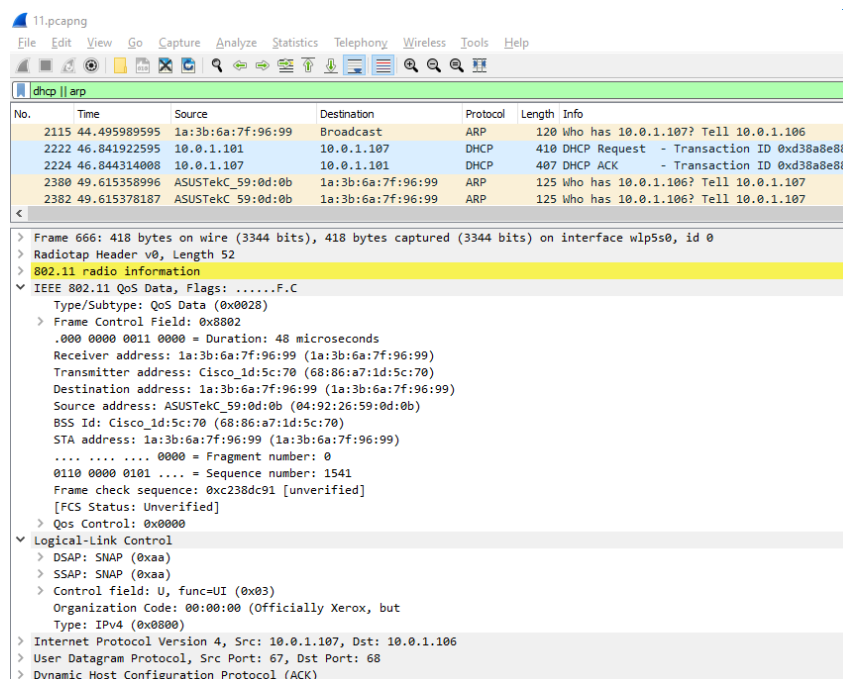 11.pcapng
File Edit View Go Capture Analyze Statistics Telephony Wireless Tools Help
dhcp || arp
No. Time Source Destination Protocol Length Info
2115 44.495989595 1a:3b:6a:7f:96:99 Broadcast ARP 120 Who has 10.0.1.107? Tell 10.0.1.106
2222 46.841922595 10.0.1.101 10.0.1.107 DHCP 410 DHCP Request - Transaction ID 0xd38a8e88
2224 46.844314008 10.0.1.107 10.0.1.101 DHCP 407 DHCP ACK - Transaction ID 0xd38a8e88
2380 49.615358996 ASUSTekC_59:0d:0b 1a:3b:6a:7f:96:99 ARP 125 Who has 10.0.1.106? Tell 10.0.1.107
2382 49.615378187 ASUSTekC_59:0d:0b 1a:3b:6a:7f:96:99 ARP 125 Who has 10.0.1.106? Tell 10.0.1.107
> Frame 666: 418 bytes on wire (3344 bits), 418 bytes captured (3344 bits) on interface wlp5s0, id 0
> Radiotap Header v0, Length 52
> 802.11 radio information
IEEE 802.11 QoS Data, Flags: ......F.C
Type/Subtype: QoS Data (0x0028)
> Frame Control Field: 0x8802
.000 0000 0011 0000 = Duration: 48 microseconds
Receiver address: 1a:3b:6a:7f:96:99 (1a:3b:6a:7f:96:99)
Transmitter address: Cisco_1d:5c:70 (68:86:a7:1d:5c:70)
Destination address: 1a:3b:6a:7f:96:99 (1a:3b:6a:7f:96:99)
Source address: ASUSTekC_59:0d:0b (04:92:26:59:0d:0b)
BSS Id: Cisco_1d:5c:70 (68:86:a7:1d:5c:70)
STA address: 1a:3b:6a:7f:96:99 (1a:3b:6a:7f:96:99)
.... .... .... 0000 = Fragment number: 0
0110 0000 0101 .... = Sequence number: 1541
Frame check sequence: 0xc238dc91 [unverified]
[FCS Status: Unverified]
> Qos Control: 0x0000
Logical-Link Control
> DSAP: SNAP (0xaa)
> SSAP: SNAP (0xaa)
> Control field: U, func=UI (0x03)
Organization Code: 00:00:00 (Officially Xerox, but
Type: IPv4 (0x0800)
> Internet Protocol Version 4, Src: 10.0.1.107, Dst: 10.0.1.106
> User Datagram Protocol, Src Port: 67, Dst Port: 68
> Dynamic Host Configuration Protocol (ACK)